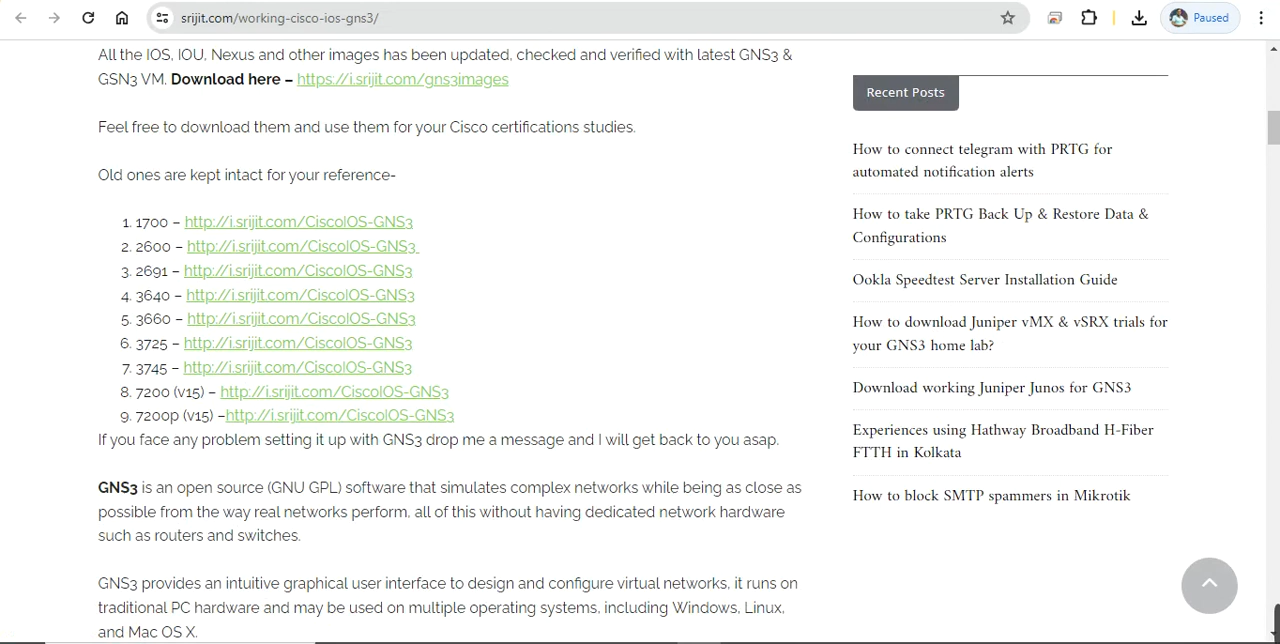 srijit.com/working-cisco-ios-gns3/
Paused
All the IOS, IOU, Nexus and other images has been updated, checked and verified with latest GNS3 &
GSN3 VM. Download here – https://i.srijit.com/gns3images
Feel free to download them and use them for your Cisco certifications studies.
Old ones are kept intact for your reference-
1. 1700 – http://i.srijit.com/CiscoIOS-GNS3
2. 2600 – http://i.srijit.com/CiscoIOS-GNS3
3. 2691 – http://i.srijit.com/CiscoIOS-GNS3
4. 3640 – http://i.srijit.com/CiscoIOS-GNS3
5. 3660 – http://i.srijit.com/CiscoIOS-GNS3
6. 3725 – http://i.srijit.com/CiscoIOS-GNS3
7. 3745 – http://i.srijit.com/CiscoIOS-GNS3
8. 7200 (v15) – http://i.srijit.com/CiscoIOS-GNS3
9. 7200p (v15) –http://i.srijit.com/CiscoIOS-GNS3
If you face any problem setting it up with GNS3 drop me a message and I will get back to you asap.
GNS3 is an open source (GNU GPL) software that simulates complex networks while being as close as
possible from the way real networks perform, all of this without having dedicated network hardware
such as routers and switches.
GNS3 provides an intuitive graphical user interface to design and configure virtual networks, it runs on
traditional PC hardware and may be used on multiple operating systems, including Windows, Linux,
and Mac OS X.
Recent Posts
How to connect telegram with PRTG for
automated notification alerts
How to take PRTG Back Up & Restore Data &
Configurations
Ookla Speedtest Server Installation Guide
How to download Juniper vMX & vSRX trials for
your GNS3 home lab?
Download working Juniper Junos for GNS3
Experiences using Hathway Broadband H-Fiber
FTTH in Kolkata
How to block SMTP spammers in Mikrotik